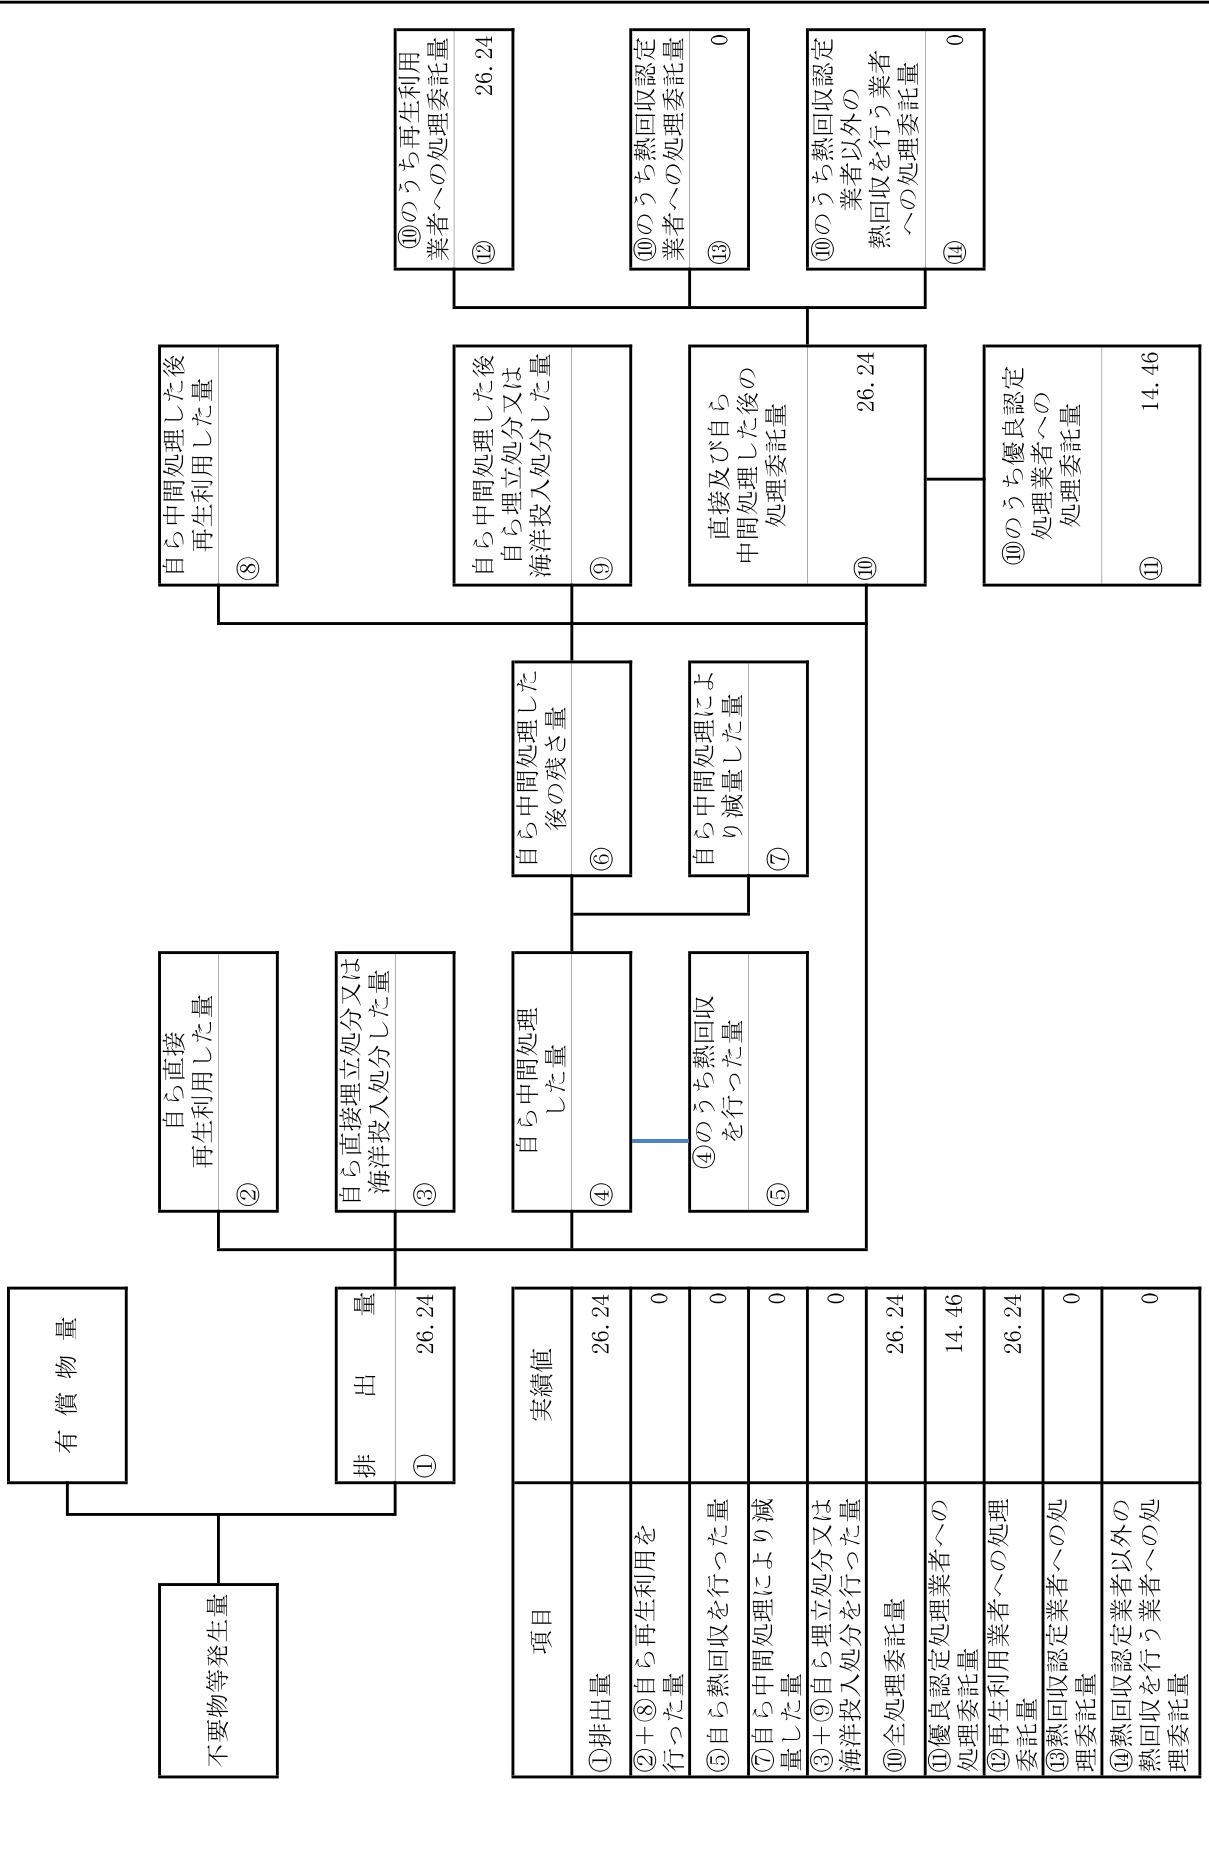 有償物量
不要物等発生量
排出量
① 26.24
自ら直接
再生利用した量
②
自ら直接埋立処分又は
海洋投入処分した量
③
自ら中間処理
した量
④
④のうち熱回収
を行った量
⑤
自ら中間処理した
後の残さ量
⑥
自ら中間処理によ
り減量した量
⑦
自ら中間処理した後
再生利用した量
⑧
自ら中間処理した後
自ら埋立処分又は
海洋投入処分した量
⑨
直接及び自ら
中間処理した後の
処理委託量
⑩ 26.24
⑩のうち優良認定
処理業者への
処理委託量
⑪ 14.46
⑩のうち再生利用
業者への処理委託量
⑫ 26.24
⑩のうち熱回収認定
業者への処理委託量
⑬ 0
⑩のうち熱回収認定
業者以外の
熱回収を行う業者
への処理委託量
⑭ 0
項目 実績値
①排出量 26.24
②+⑧自ら再生利用を
行った量 0
⑤自ら熱回収を行った量 0
⑦自ら中間処理により減
量した量 0
③+⑨自ら埋立処分又は
海洋投入処分を行った量 0
⑩全処理委託量 26.24
⑪優良認定処理業者への
処理委託量 14.46
⑫再生利用業者への処理
委託量 26.24
⑬熱回収認定業者への処
理委託量 0
⑭熱回収認定業者以外の
熱回収を行う業者への処
理委託量 0